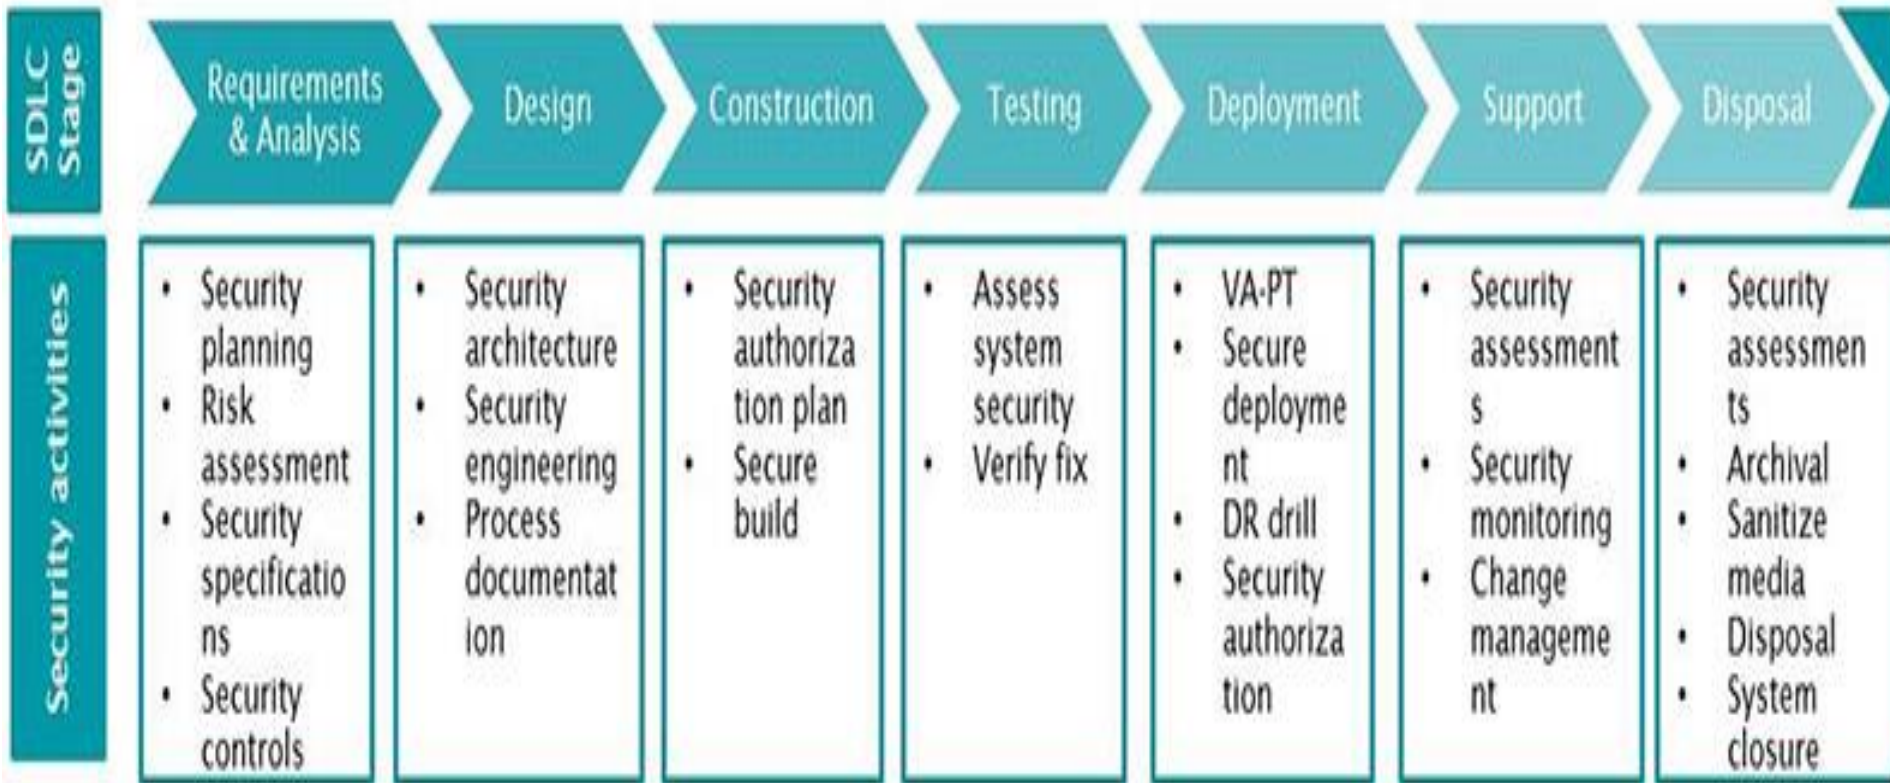 SDLC
Stage
Requirements
& Analysis
Design
Construction
Testing
Deployment
Support
Disposal
Security activities
• Security
planning
• Risk
assessment
• Security
specificatio
ns
• Security
controls
• Security
architecture
• Security
engineering
• Process
documentat
ion
• Security
authoriza
tion plan
• Secure
build
• Assess
system
security
• Verify fix
• VA-PT
• Secure
deployme
nt
• DR drill
• Security
authoriza
tion
• Security
assessment
s
• Security
monitoring
• Change
manageme
nt
• Security
assessmen
ts
• Archival
• Sanitize
media
• Disposal
• System
closure